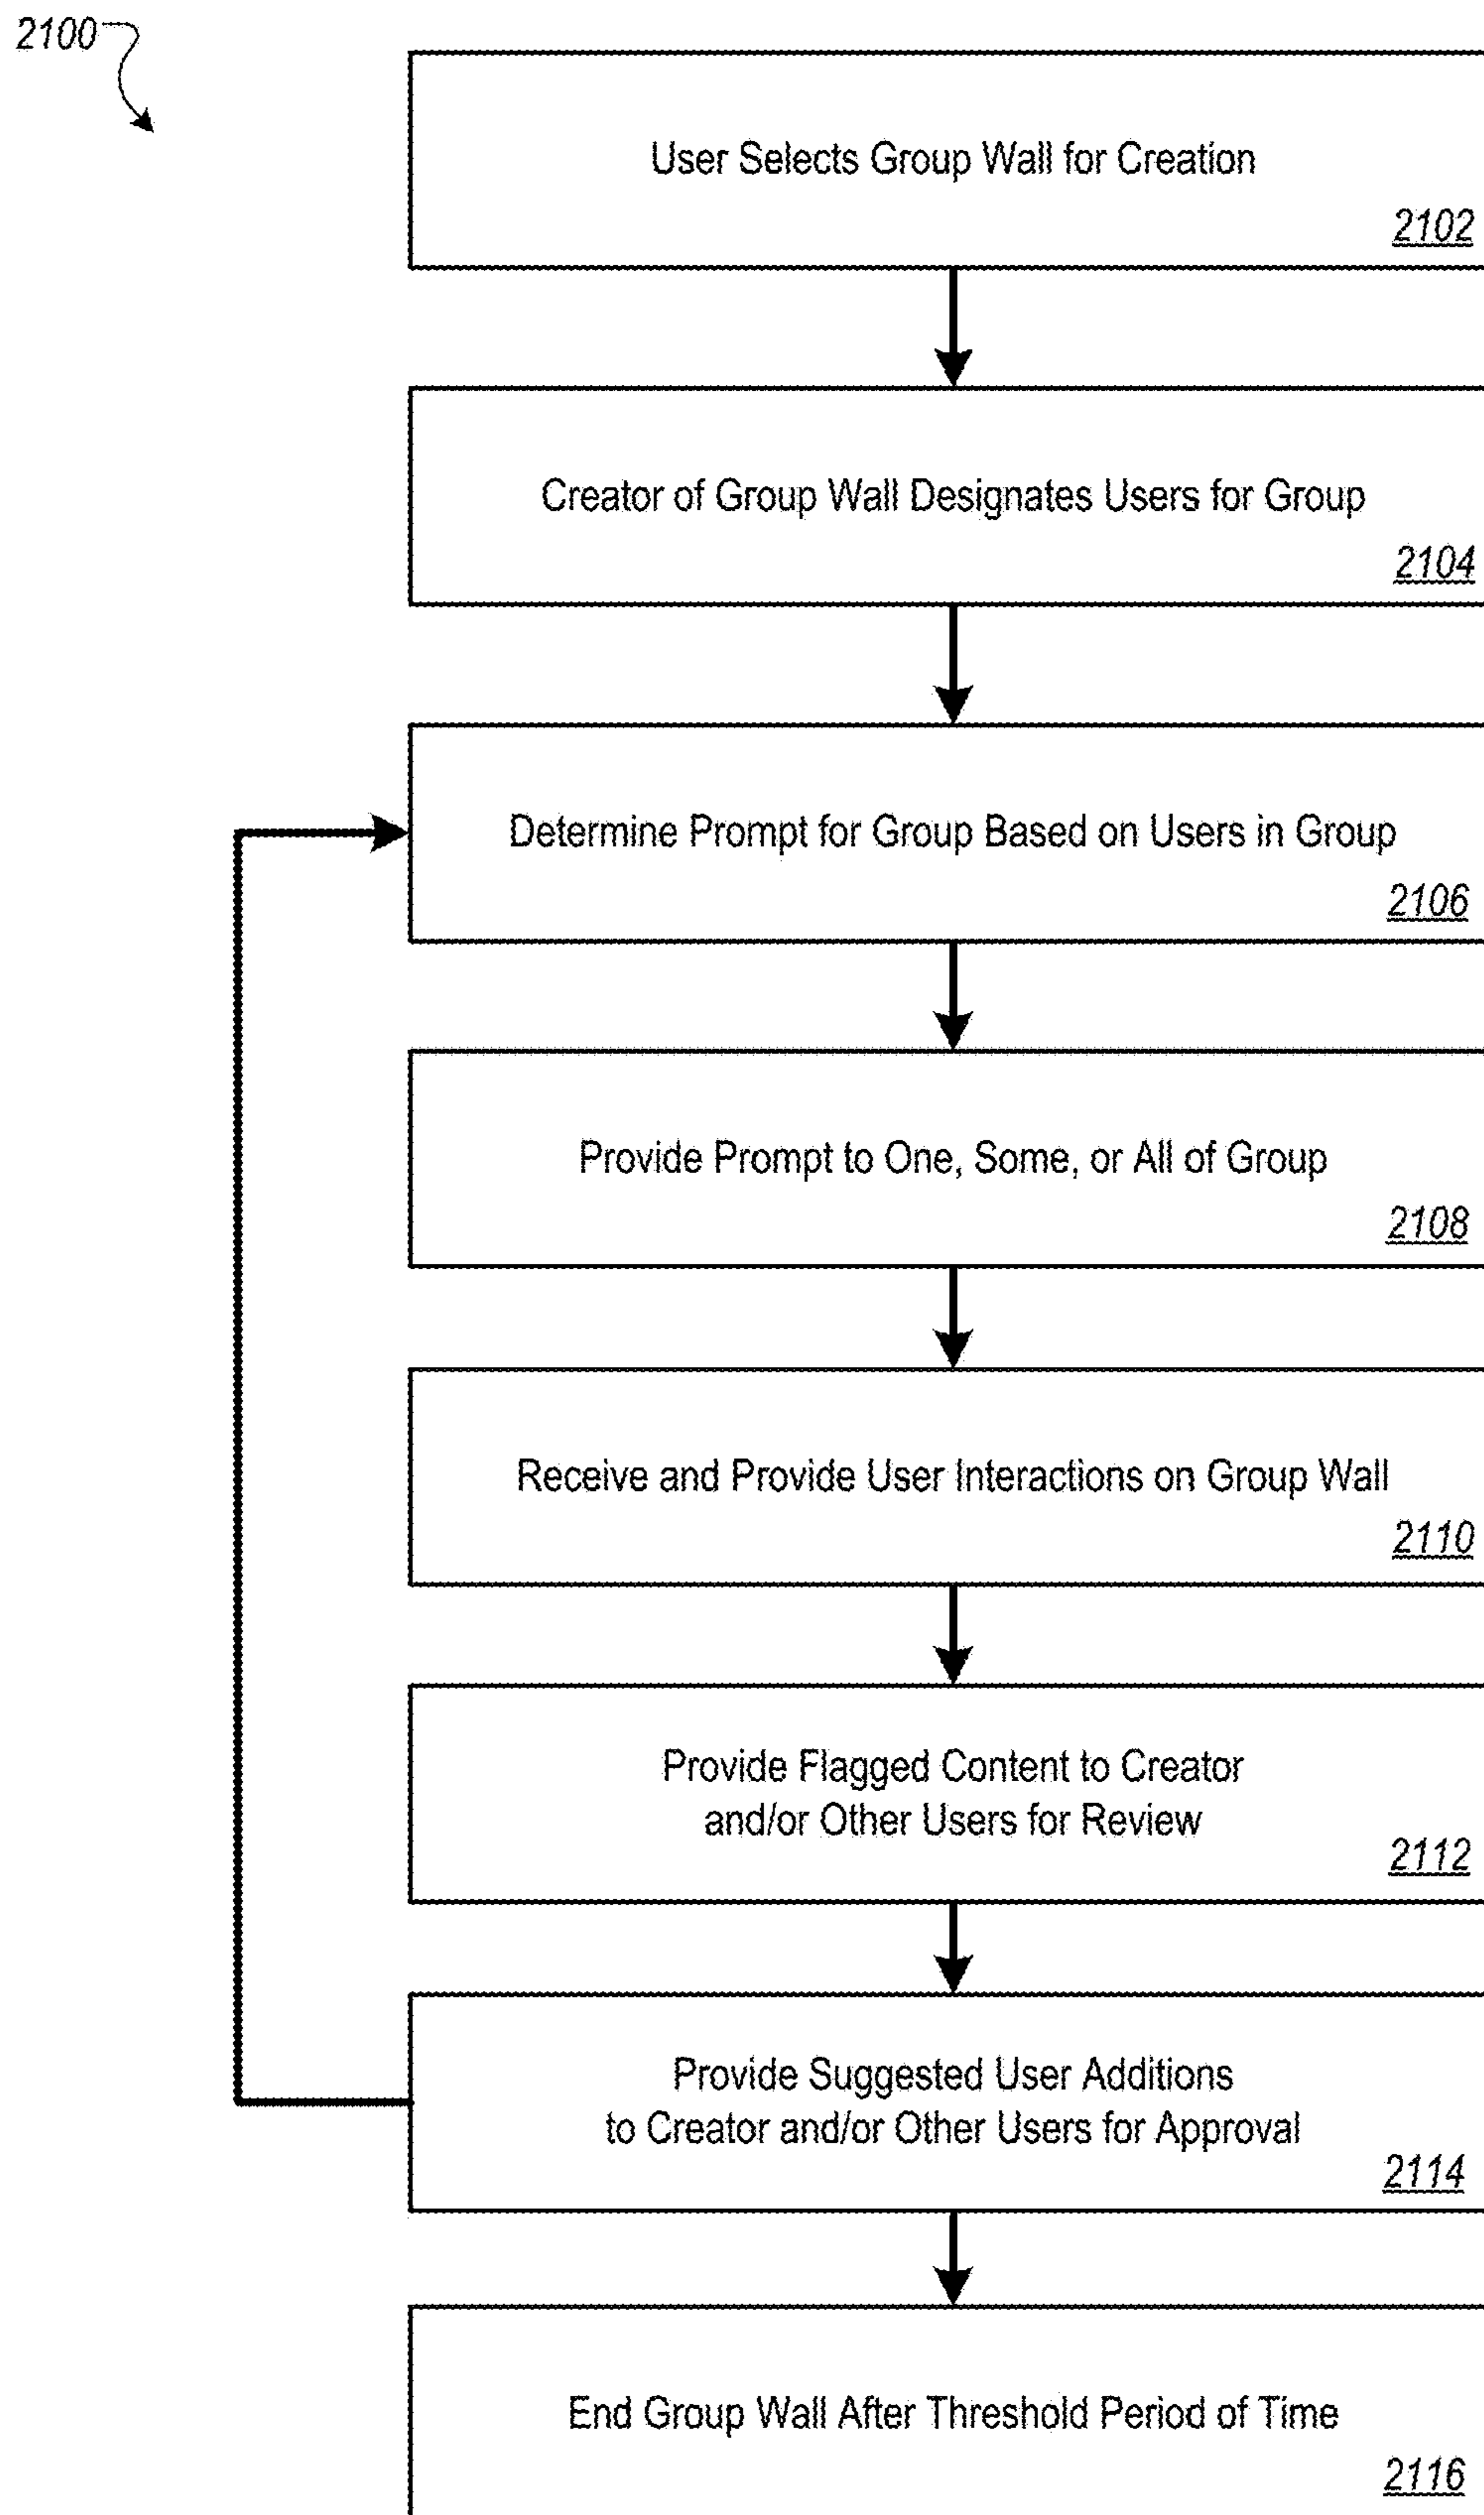 2100
User Selects Group Wall for Creation
2102
Creator of Group Wall Designates Users for Group
2104
Determine Prompt for Group Based on Users in Group
2106
Provide Prompt to One, Some, or All of Group
2108
Receive and Provide User Interactions on Group Wall
2110
Provide Flagged Content to Creator
and/or Other Users for Review
2112
Provide Suggested User Additions
to Creator and/or Other Users for Approval
2114
End Group Wall After Threshold Period of Time
2116